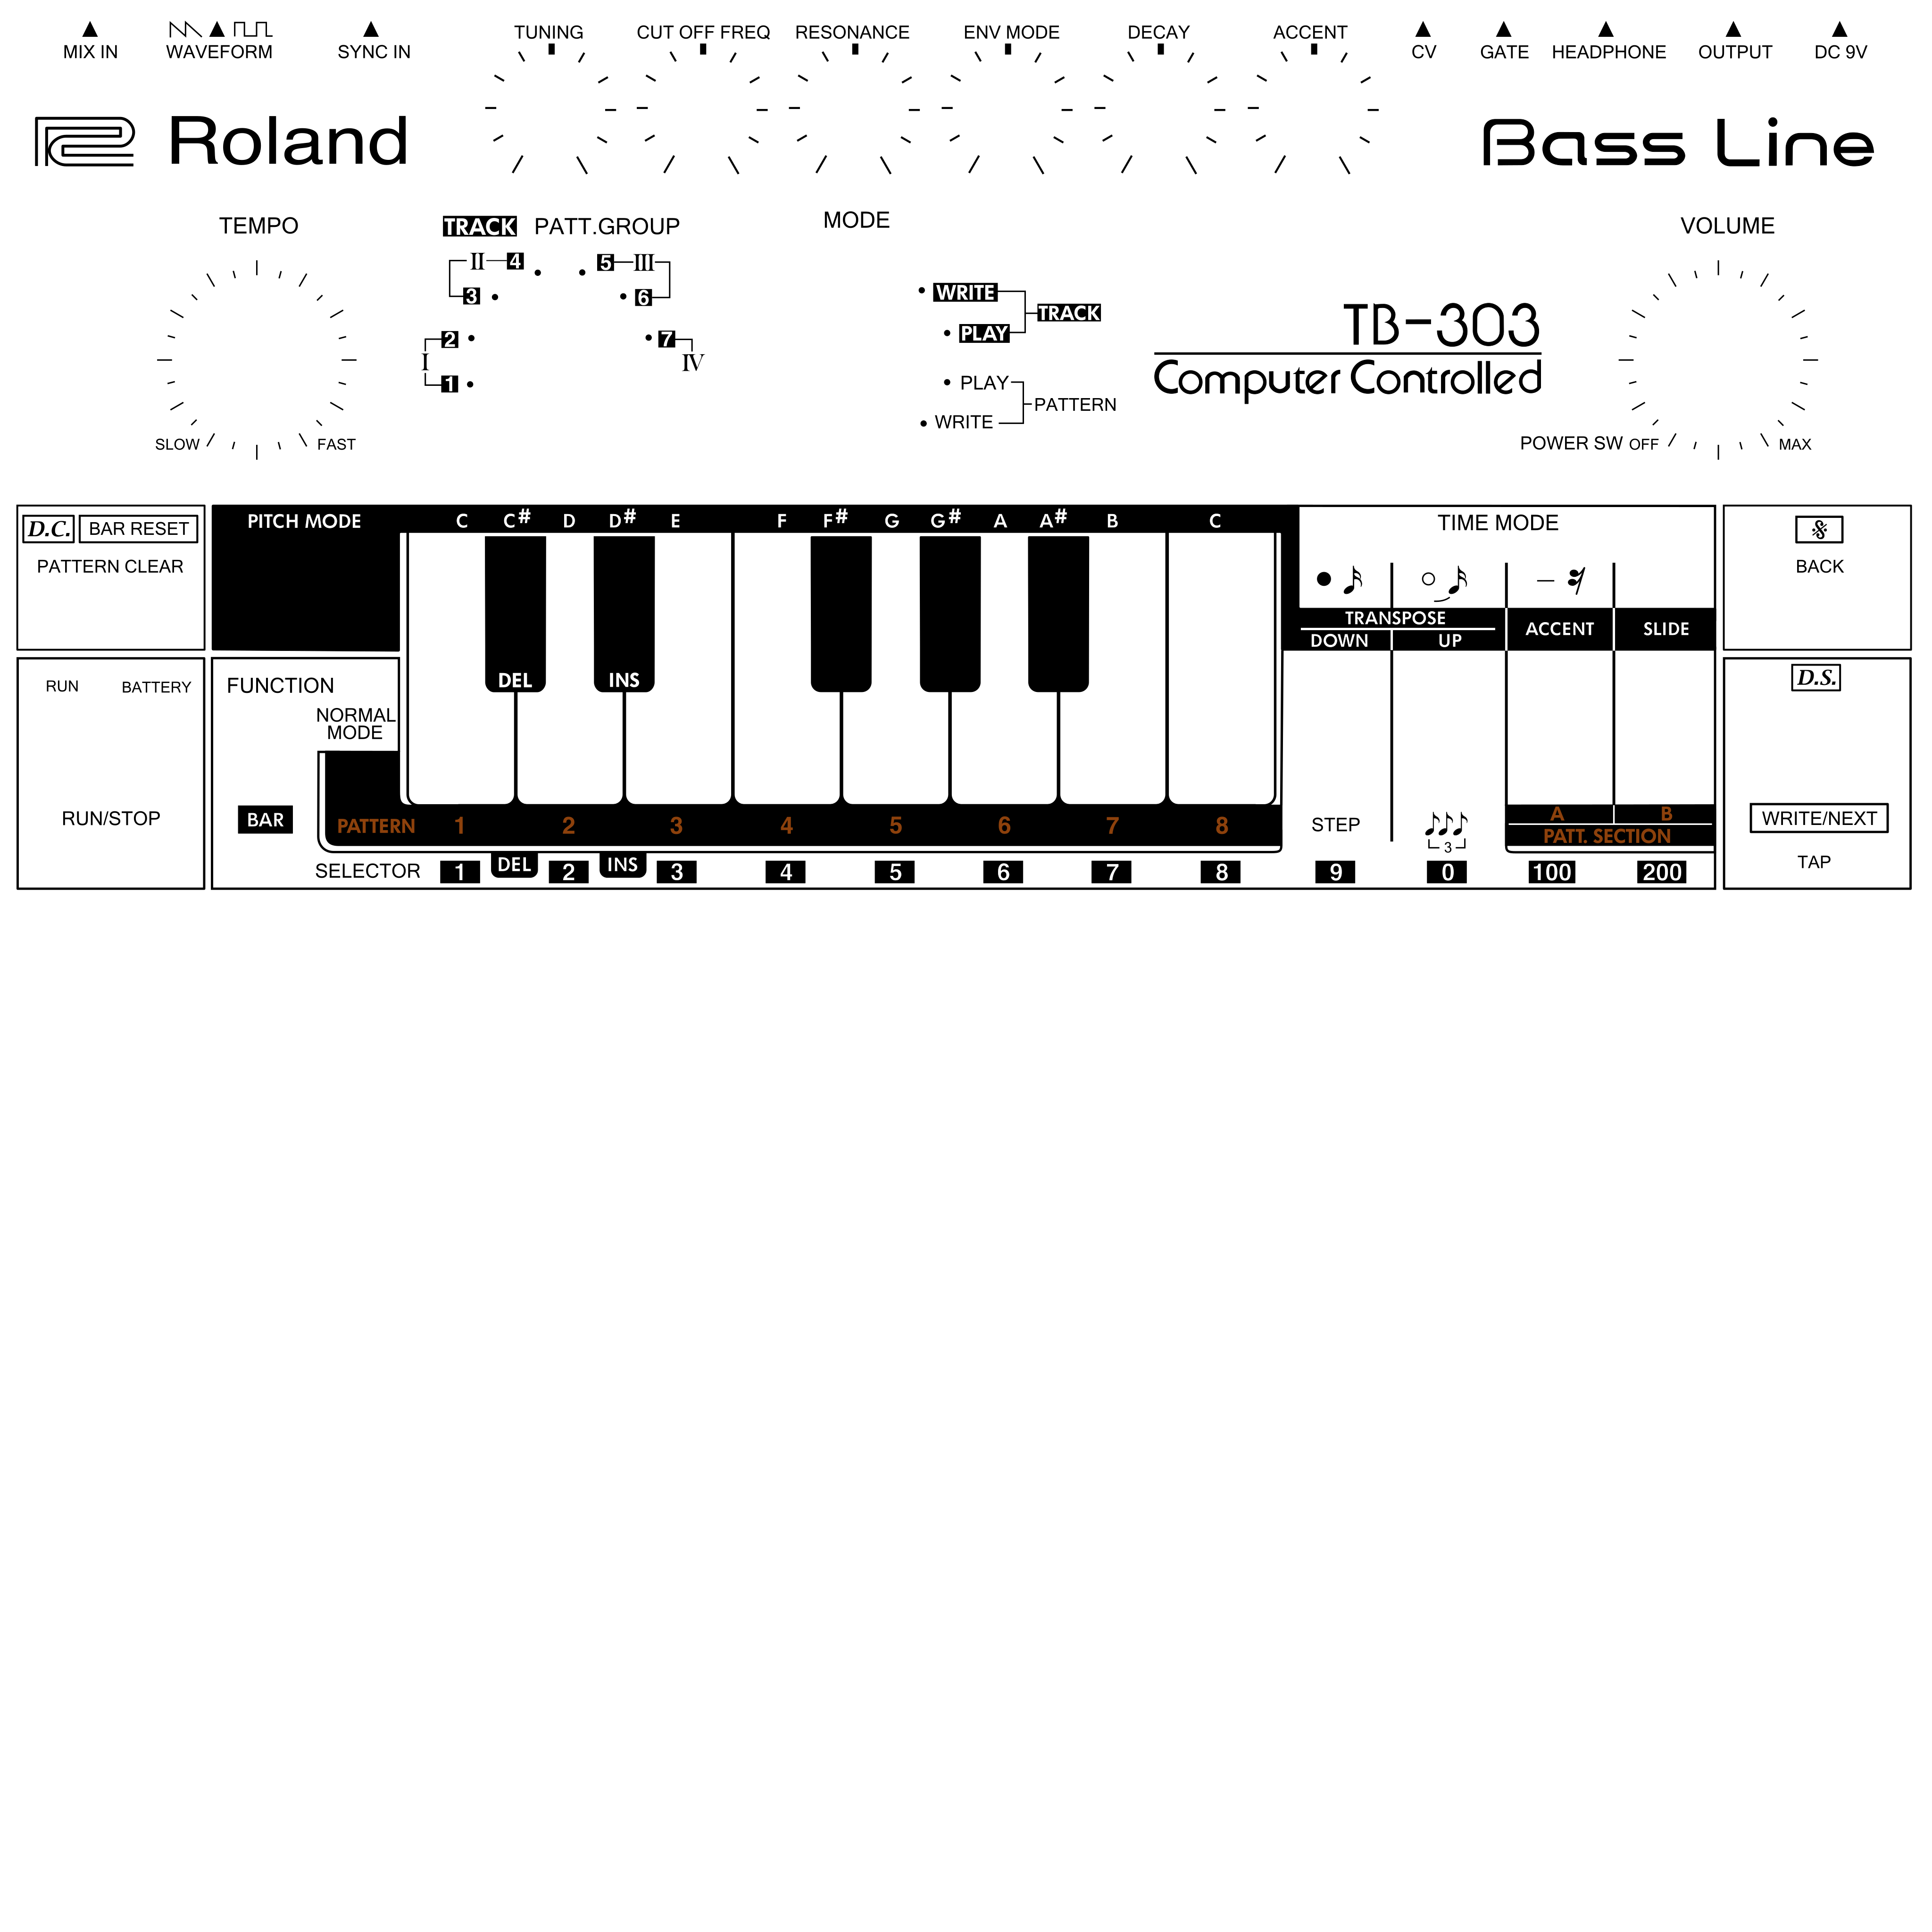 MIX IN WAVEFORM SYNC IN
TUNING CUT OFF FREQ RESONANCE ENV MODE DECAY ACCENT
CV GATE HEADPHONE OUTPUT DC 9V
Roland
Bass Line
TEMPO
SLOW FAST
TRACK PATT.GROUP
II 4 5 III
3 6
2 7
I IV
1
MODE
WRITE
TRACK
PLAY
PLAY
PATTERN
WRITE
TB-303
Computer Controlled
VOLUME
POWER SW OFF MAX
D.C. BAR RESET
PATTERN CLEAR
PITCH MODE C C# D D# E F F# G G# A A# B C
TIME MODE
BACK
TRANSPOSE
DOWN UP ACCENT SLIDE
RUN BATTERY
RUN/STOP
FUNCTION
NORMAL
MODE
DEL INS
BAR
PATTERN 1 2 3 4 5 6 7 8
STEP 3
A B
PATT. SECTION
SELECTOR 1 DEL 2 INS 3 4 5 6 7 8 9 0 100 200
D.S.
WRITE/NEXT
TAP